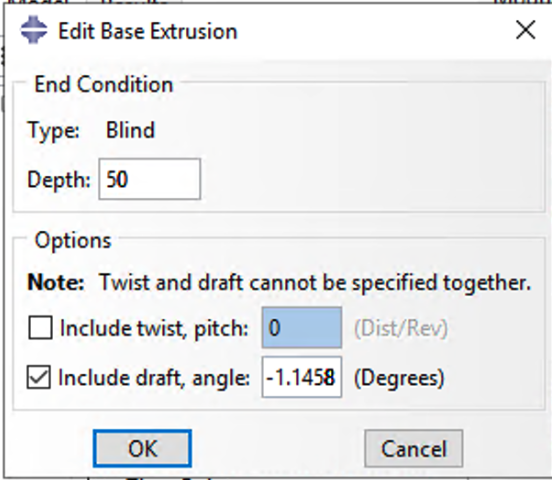 Edit Base Extrusion
End Condition
Type: Blind
Depth: 50
Options
Note: Twist and draft cannot be specified together.
Include twist, pitch: 0 (Dist/Rev)
Include draft, angle: -1.1458 (Degrees)
OK Cancel